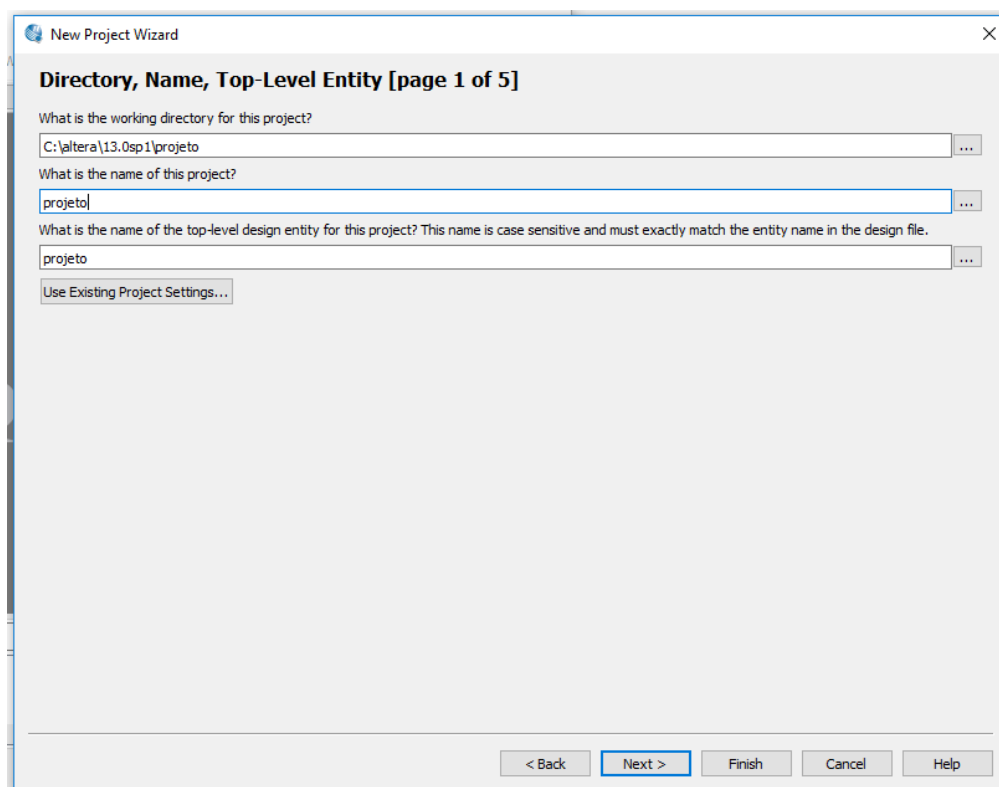 New Project Wizard
Directory, Name, Top-Level Entity [page 1 of 5]
What is the working directory for this project?
C:\altera\13.0sp1\projeto
...
What is the name of this project?
projeto
...
What is the name of the top-level design entity for this project? This name is case sensitive and must exactly match the entity name in the design file.
projeto
...
Use Existing Project Settings...
< Back Next > Finish Cancel Help